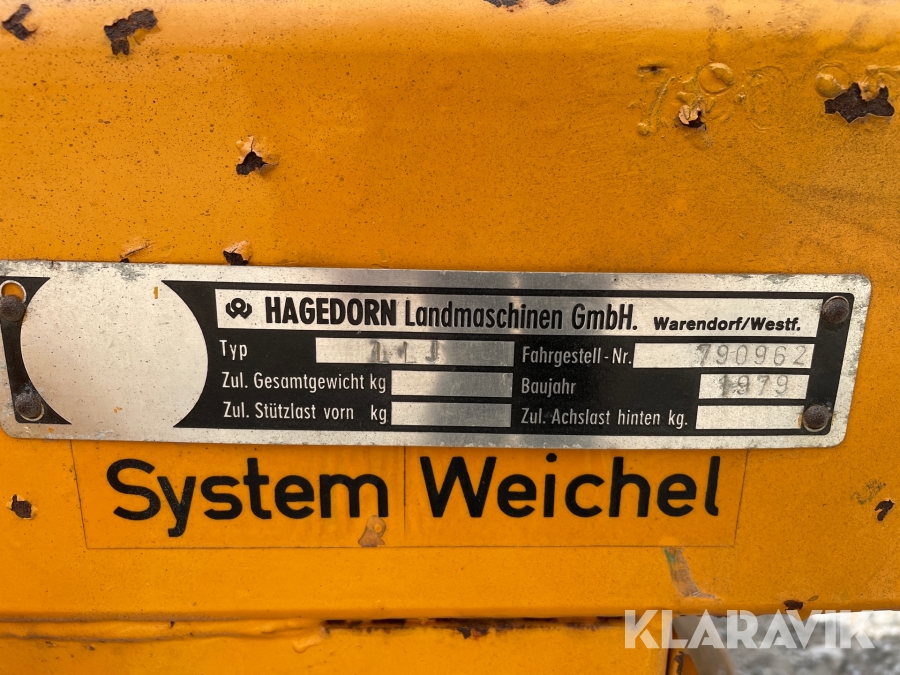 HAGEDORN Landmaschinen GmbH. Warendorf/Westf.
Typ
Fahrgestell-Nr. 790962
Zul. Gesamtgewicht kg
Baujahr 1979
Zul. Stützlast vorn kg
Zul. Achslast hinten kg.
System Weichel
KLARAVIK